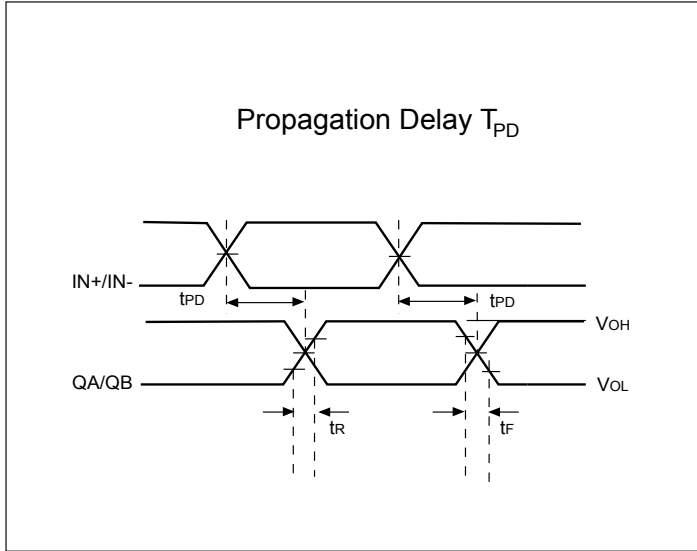 Propagation Delay TPD
IN+/IN-
tPD
tPD
VOH
QA/QB
VOL
tR
tF